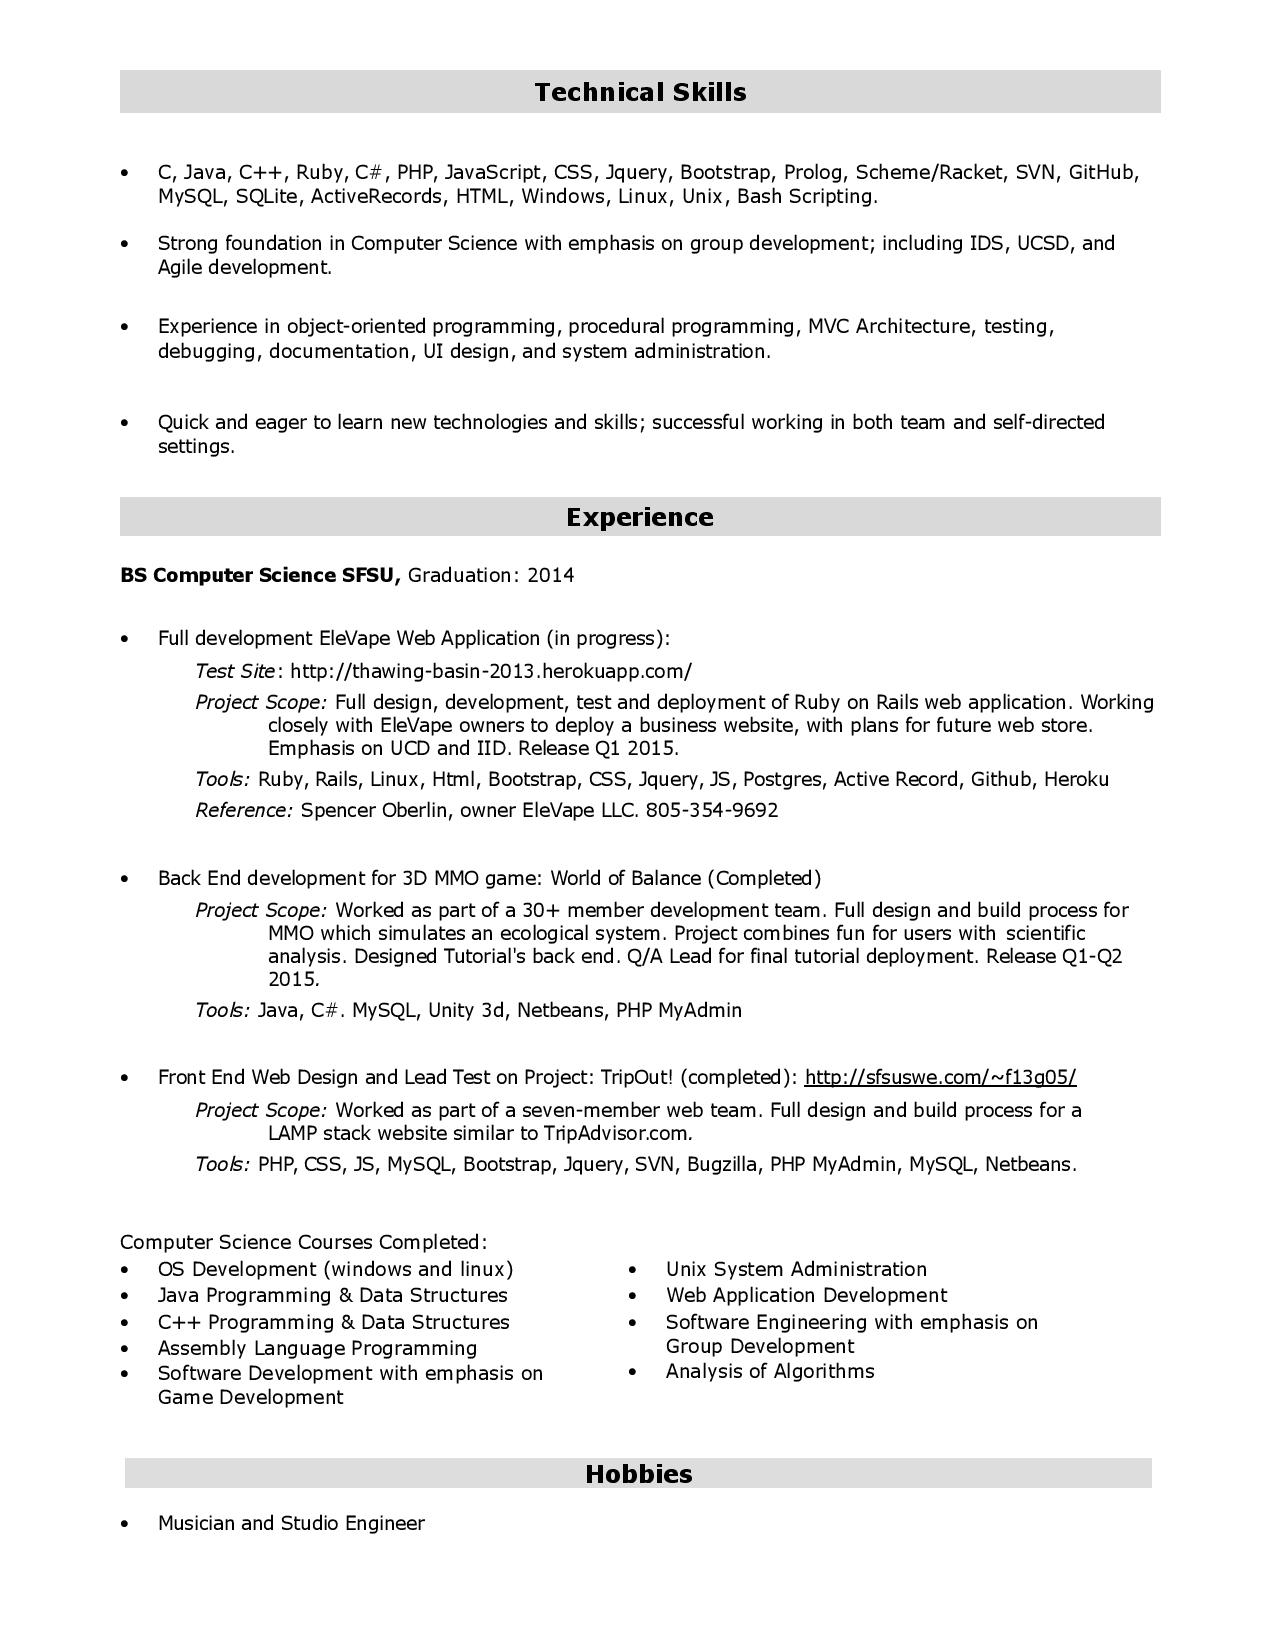 Technical Skills
• C, Java, C++, Ruby, C#, PHP, JavaScript, CSS, Jquery, Bootstrap, Prolog, Scheme/Racket, SVN, GitHub,
MySQL, SQLite, ActiveRecords, HTML, Windows, Linux, Unix, Bash Scripting.
• Strong foundation in Computer Science with emphasis on group development; including IDS, UCSD, and
Agile development.
• Experience in object-oriented programming, procedural programming, MVC Architecture, testing,
debugging, documentation, UI design, and system administration.
• Quick and eager to learn new technologies and skills; successful working in both team and self-directed
settings.
Experience
BS Computer Science SFSU, Graduation: 2014
• Full development EleVape Web Application (in progress):
Test Site: http://thawing-basin-2013.herokuapp.com/
Project Scope: Full design, development, test and deployment of Ruby on Rails web application. Working
closely with EleVape owners to deploy a business website, with plans for future web store.
Emphasis on UCD and IID. Release Q1 2015.
Tools: Ruby, Rails, Linux, Html, Bootstrap, CSS, Jquery, JS, Postgres, Active Record, Github, Heroku
Reference: Spencer Oberlin, owner EleVape LLC. 805-354-9692
• Back End development for 3D MMO game: World of Balance (Completed)
Project Scope: Worked as part of a 30+ member development team. Full design and build process for
MMO which simulates an ecological system. Project combines fun for users with scientific
analysis. Designed Tutorial's back end. Q/A Lead for final tutorial deployment. Release Q1-Q2
2015.
Tools: Java, C#. MySQL, Unity 3d, Netbeans, PHP MyAdmin
• Front End Web Design and Lead Test on Project: TripOut! (completed): http://sfsuswe.com/~f13g05/
Project Scope: Worked as part of a seven-member web team. Full design and build process for a
LAMP stack website similar to TripAdvisor.com.
Tools: PHP, CSS, JS, MySQL, Bootstrap, Jquery, SVN, Bugzilla, PHP MyAdmin, MySQL, Netbeans.
Computer Science Courses Completed:
• OS Development (windows and linux)
• Java Programming & Data Structures
• C++ Programming & Data Structures
• Assembly Language Programming
• Software Development with emphasis on
Game Development
• Unix System Administration
• Web Application Development
• Software Engineering with emphasis on
Group Development
• Analysis of Algorithms
Hobbies
• Musician and Studio Engineer